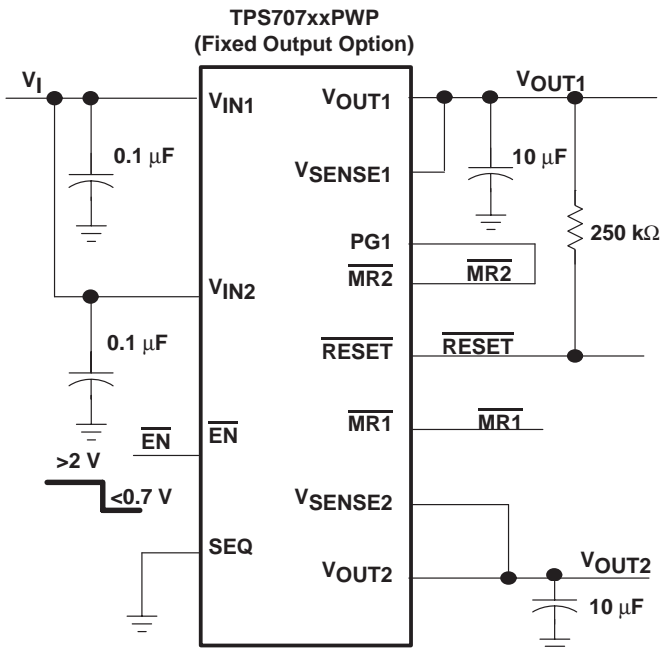 TPS707xxPWP
(Fixed Output Option)
VI
VIN1
VOUT1
VOUT1
0.1 μF
10 μF
VSENSE1
250 kΩ
PG1
MR2
MR2
VIN2
0.1 μF
RESET
RESET
EN
EN
MR1
MR1
>2 V
<0.7 V
VSENSE2
SEQ
VOUT2
VOUT2
10 μF